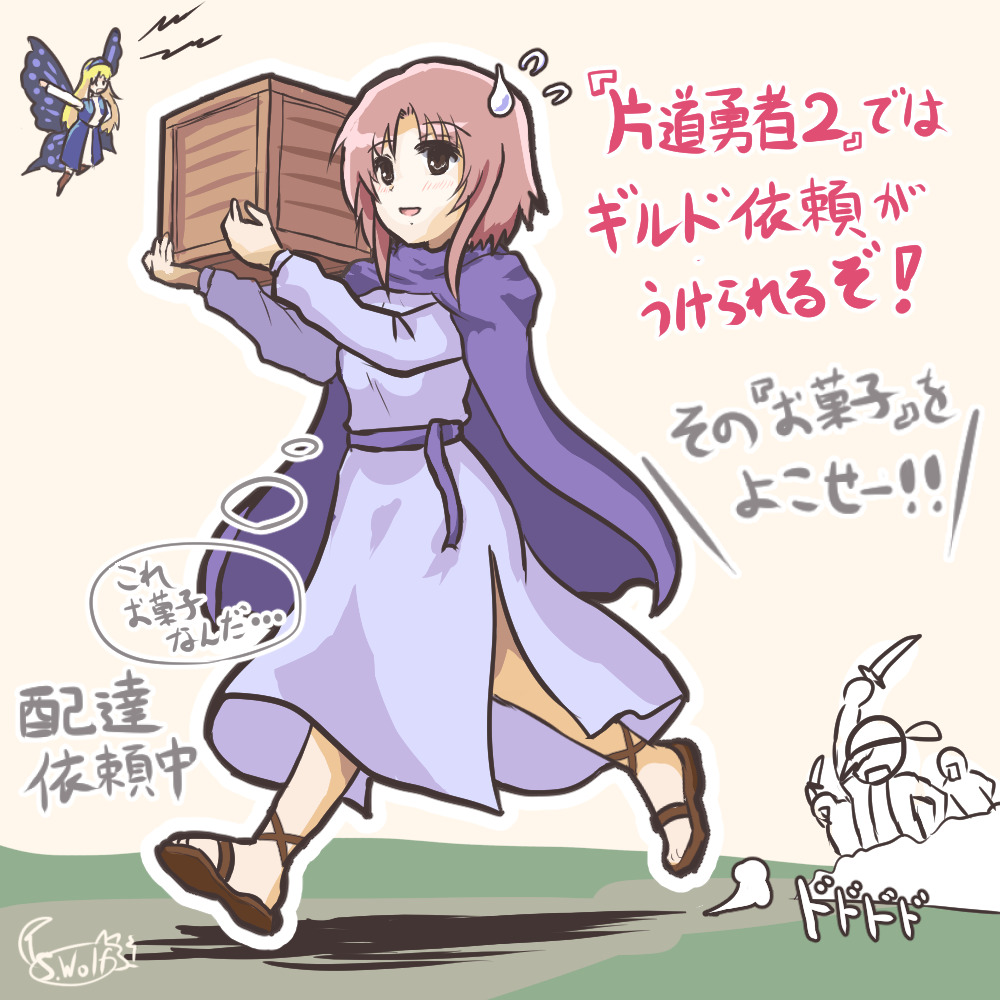 『片道勇者２』では
ギルド依頼が
うけられるぞ!
その『お菓子』を
よこせー!!
これ
お菓子
なんだ…
配達
依頼中
ドドドド
S.Wolf